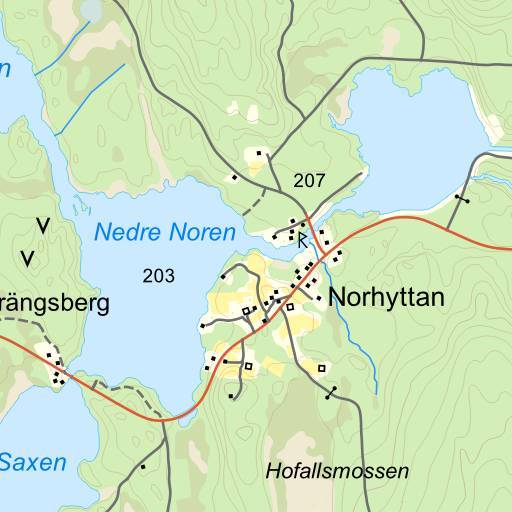 n
207
Nedre Noren
203
rängsberg
Norhyttan
Saxen
Hofallsmossen